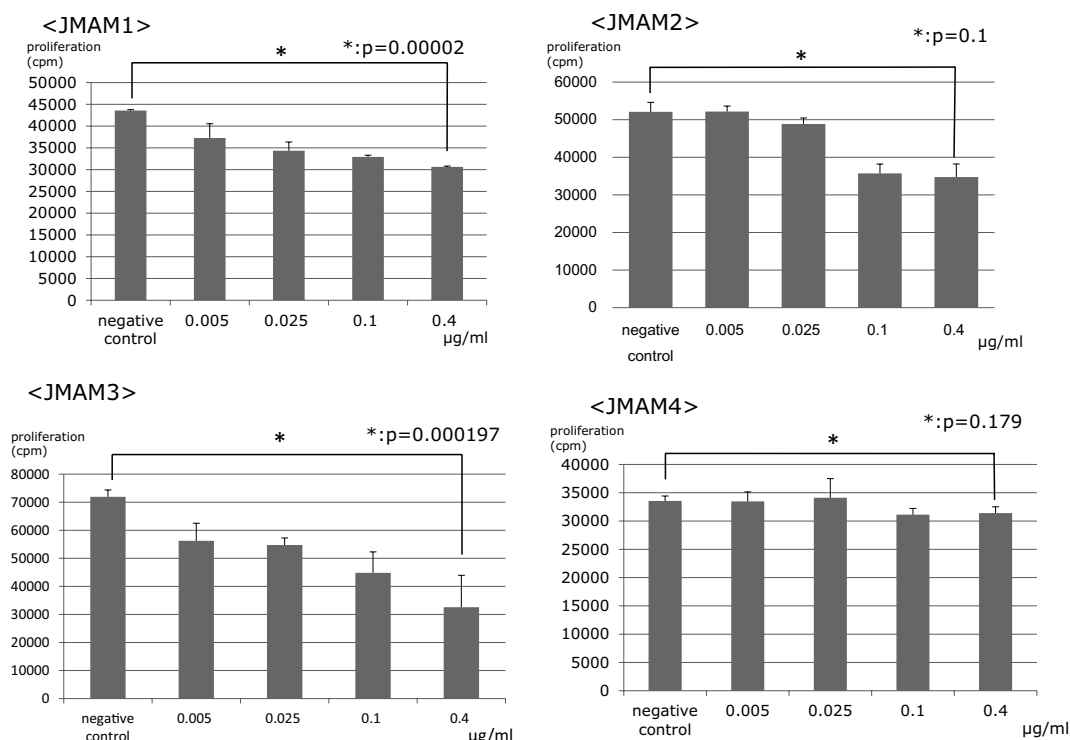 <JMAM1>
proliferation
(cpm)
*
*:p=0.00002
50000
45000
40000
35000
30000
25000
20000
15000
10000
5000
0
negative
control
0.005
0.025
0.1
0.4
µg/ml
<JMAM2>
proliferation
(cpm)
*
*:p=0.1
60000
50000
40000
30000
20000
10000
0
negative
control
0.005
0.025
0.1
0.4
µg/ml
<JMAM3>
proliferation
(cpm)
*
*:p=0.000197
80000
70000
60000
50000
40000
30000
20000
10000
0
negative
control
0.005
0.025
0.1
0.4
µg/ml
<JMAM4>
proliferation
(cpm)
*
*:p=0.179
40000
35000
30000
25000
20000
15000
10000
5000
0
negative
control
0.005
0.025
0.1
0.4
µg/ml